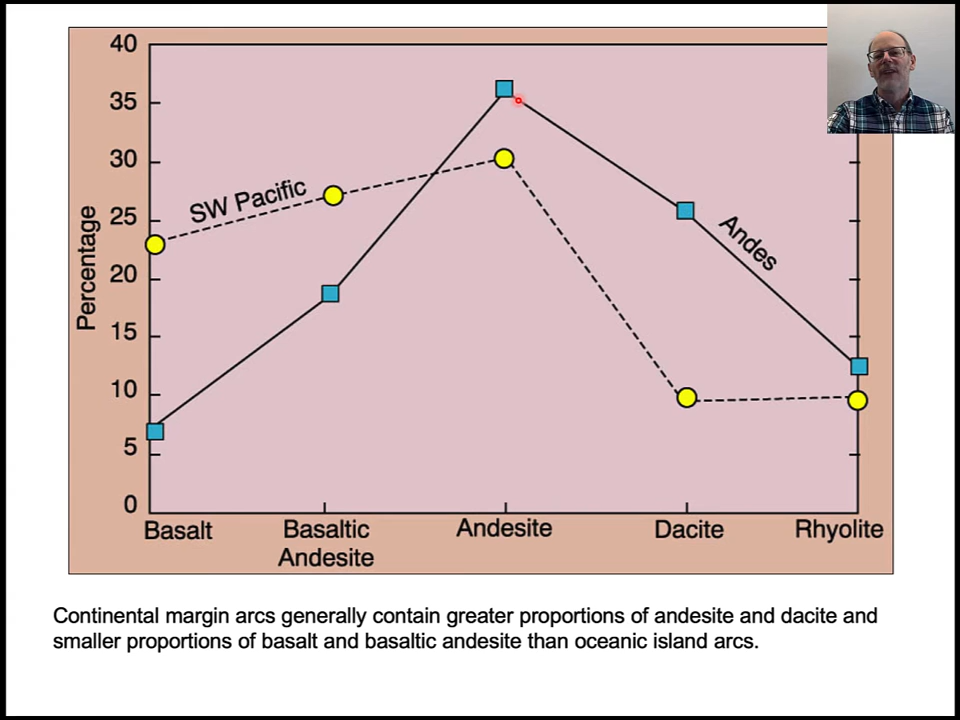 40
35
30
25
20
15
10
5
0
Percentage
SW Pacific
Andes
Basalt
Basaltic
Andesite
Andesite
Dacite
Rhyolite
Continental margin arcs generally contain greater proportions of andesite and dacite and
smaller proportions of basalt and basaltic andesite than oceanic island arcs.